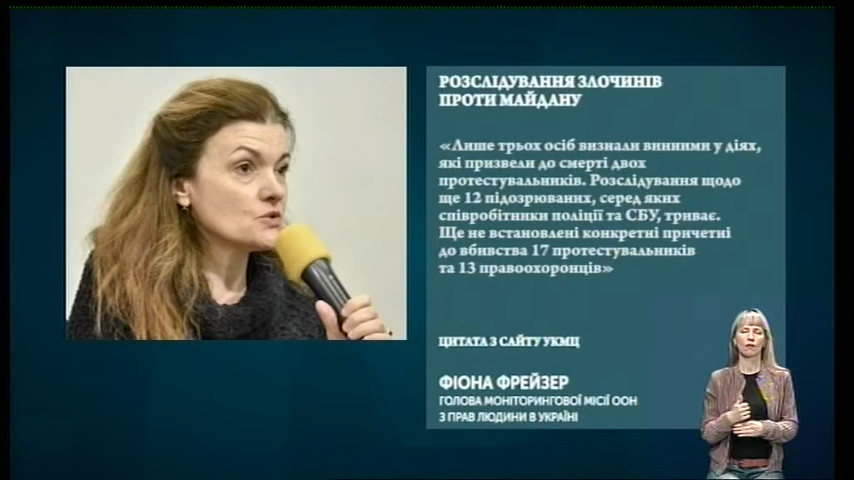 РОЗСЛІДУВАННЯ ЗЛОЧИНІВ
ПРОТИ МАЙДАНУ
«Лише трьох осіб визнали винними у діях,
які призвели до смерті двох
протестувальників. Розслідування щодо
ще 12 підозрюваних, серед яких
співробітники поліції та СБУ, триває.
Ще не встановлені конкретні причетні
до вбивства 17 протестувальників
та 13 правоохоронців»
ЦИТАТА З САЙТУ УКМЦ
ФІОНА ФРЕЙЗЕР
ГОЛОВА МОНІТОРИНГОВОЇ МІСІЇ ООН
З ПРАВ ЛЮДИНИ В УКРАЇНІ